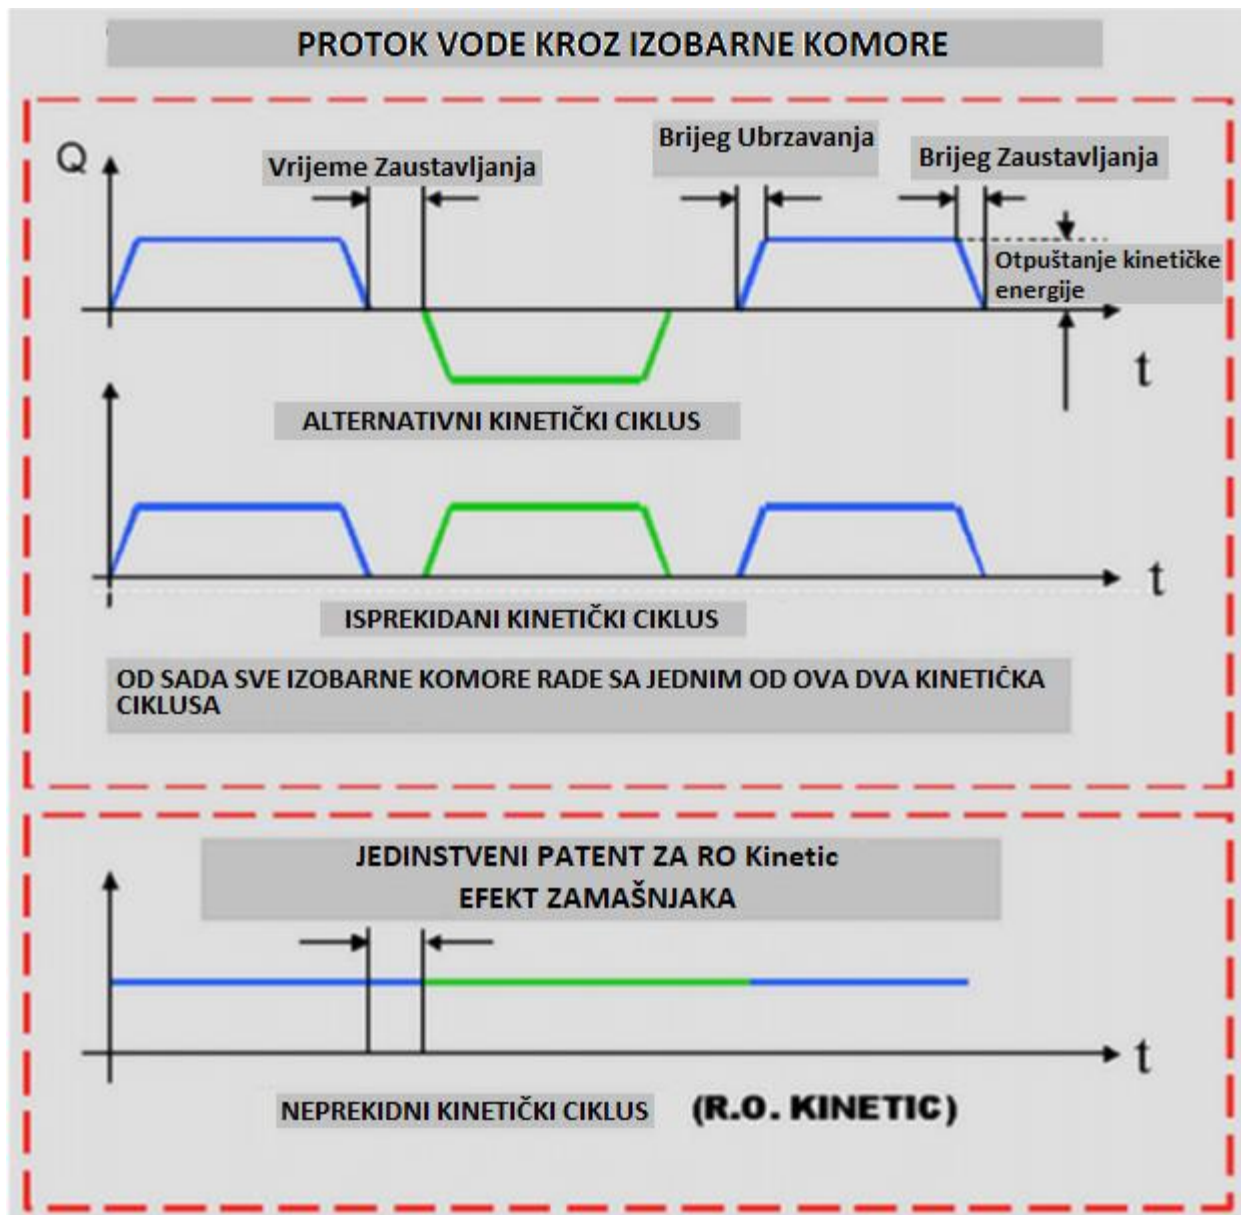 PROTOK VODE KROZ IZOBARNE KOMORE
Q
Vrijeme Zaustavljanja
Brijeg Ubrzavanja
Brijeg Zaustavljanja
Otpuštanje kinetičke
energije
t
ALTERNATIVNI KINETIČKI CIKLUS
t
ISPREKIDANI KINETIČKI CIKLUS
OD SADA SVE IZOBARNE KOMORE RADE SA JEDNIM OD OVA DVA KINETIČKA
CIKLUSA
JEDINSTVENI PATENT ZA RO Kinetic
EFEKT ZAMAŠNJAKA
t
NEPREKIDNI KINETIČKI CIKLUS (R.O. KINETIC)